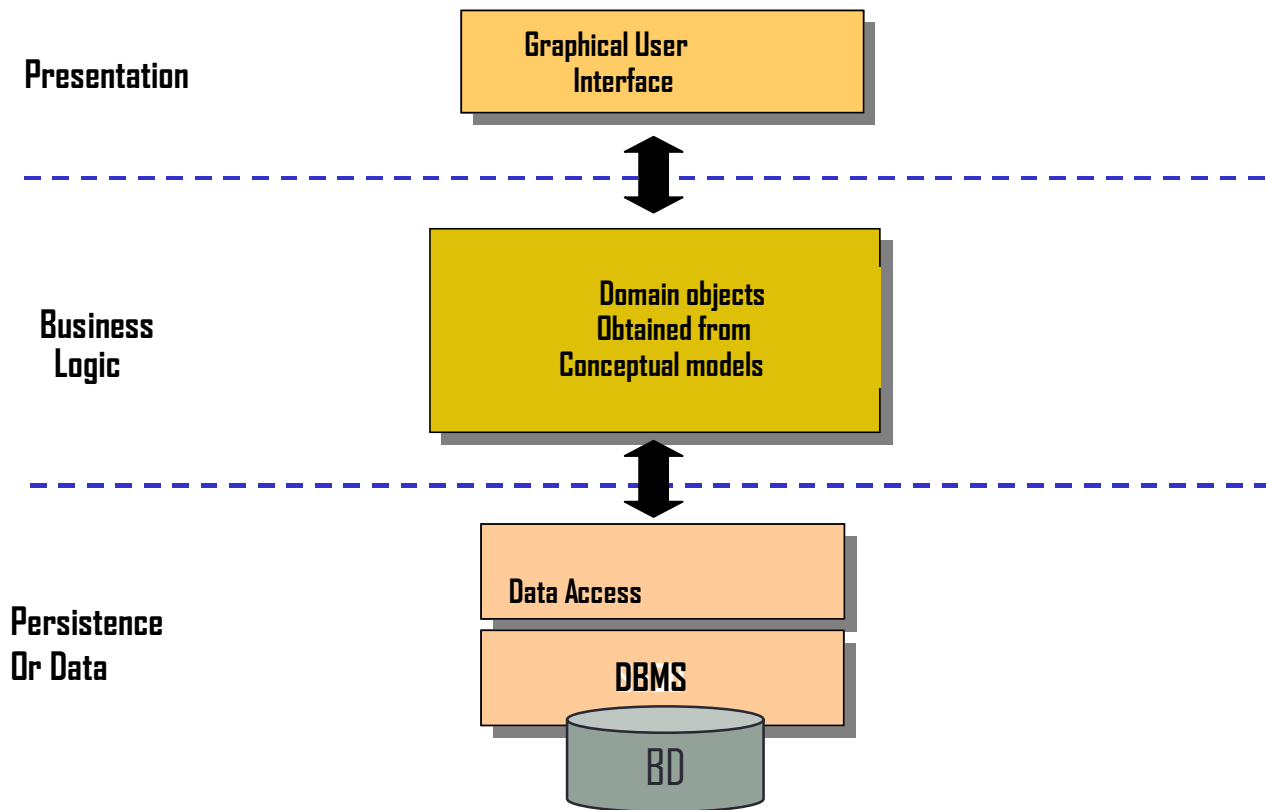 Graphical User
Interface
Presentation
Domain objects
Obtained from
Conceptual models
Business
Logic
Data Access
Persistence
Or Data
DBMS
BD